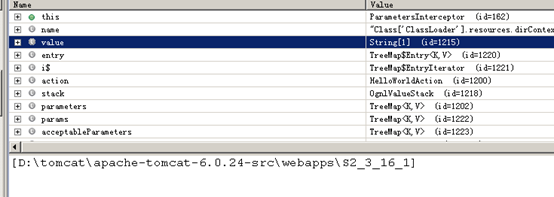 Name Value
this ParametersInterceptor (id=162)
name "Class['ClassLoader'].resources.dirContex
value String[1] (id=1215)
entry TreeMap$Entry<K,V> (id=1220)
i$ TreeMap$EntryIterator (id=1221)
action HelloWorldAction (id=1200)
stack OgnlValueStack (id=1218)
parameters TreeMap<K,V> (id=1202)
params TreeMap<K,V> (id=1222)
acceptableParameters TreeMap<K,V> (id=1223)
[D:\tomcat\apache-tomcat-6.0.24-src\webapps\S2_3_16_1]